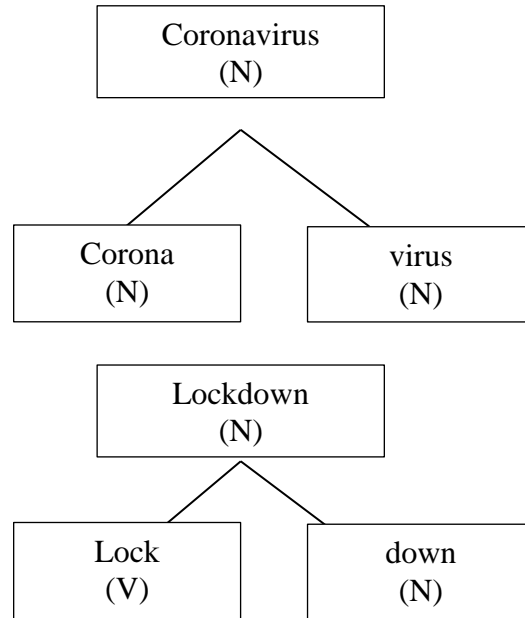 Coronavirus
(N)
Corona
(N)
virus
(N)
Lockdown
(N)
Lock
(V)
down
(N)